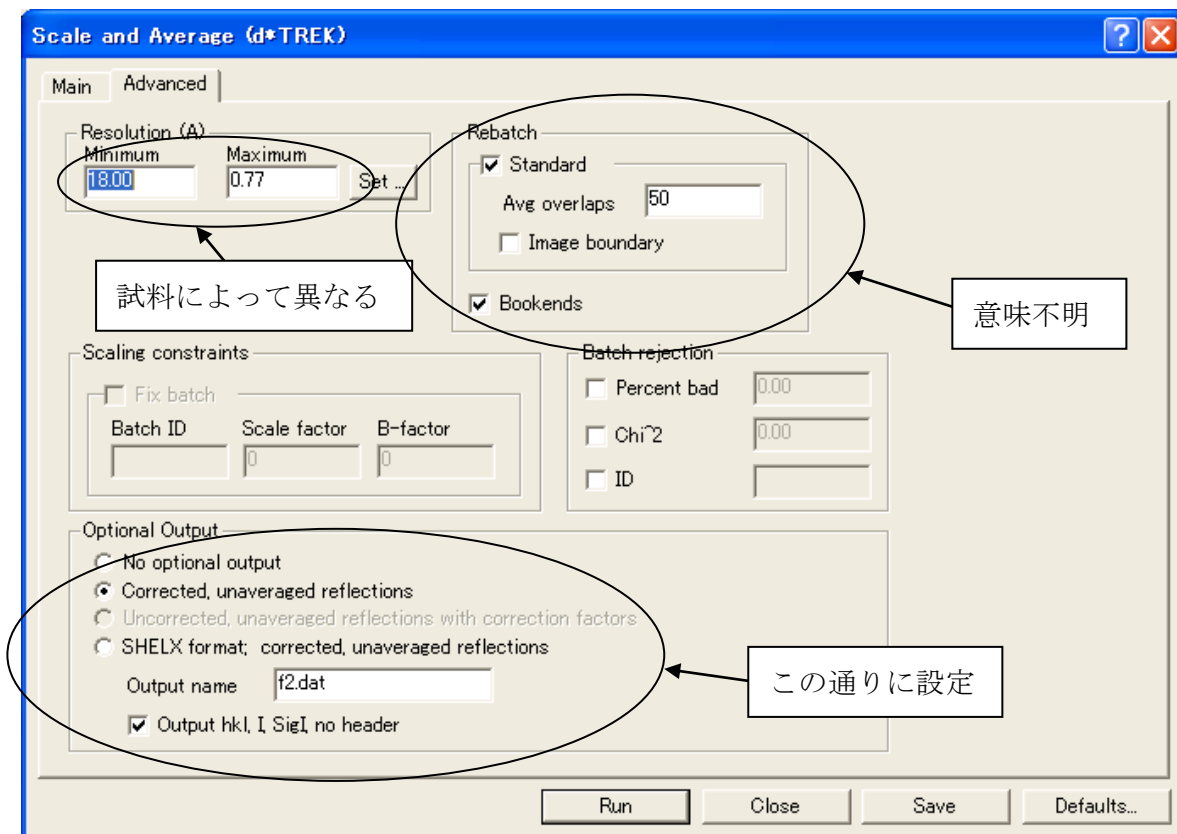 Scale and Average (d*TREK)
Main Advanced
Resolution (A)
Minimum Maximum
18.00 0.77 Set ...
Rebatch
Standard
Avg overlaps 50
Image boundary
Bookends
試料によって異なる
意味不明
Scaling constraints
Fix batch
Batch ID Scale factor B-factor
0 0
Batch rejection
Percent bad 0.00
Chi^2 0.00
ID
Optional Output
No optional output
Corrected, unaveraged reflections
Uncorrected, unaveraged reflections with correction factors
SHELX format; corrected, unaveraged reflections
Output name f2.dat
Output hkl, I, SigI, no header
この通りに設定
Run Close Save Defaults...